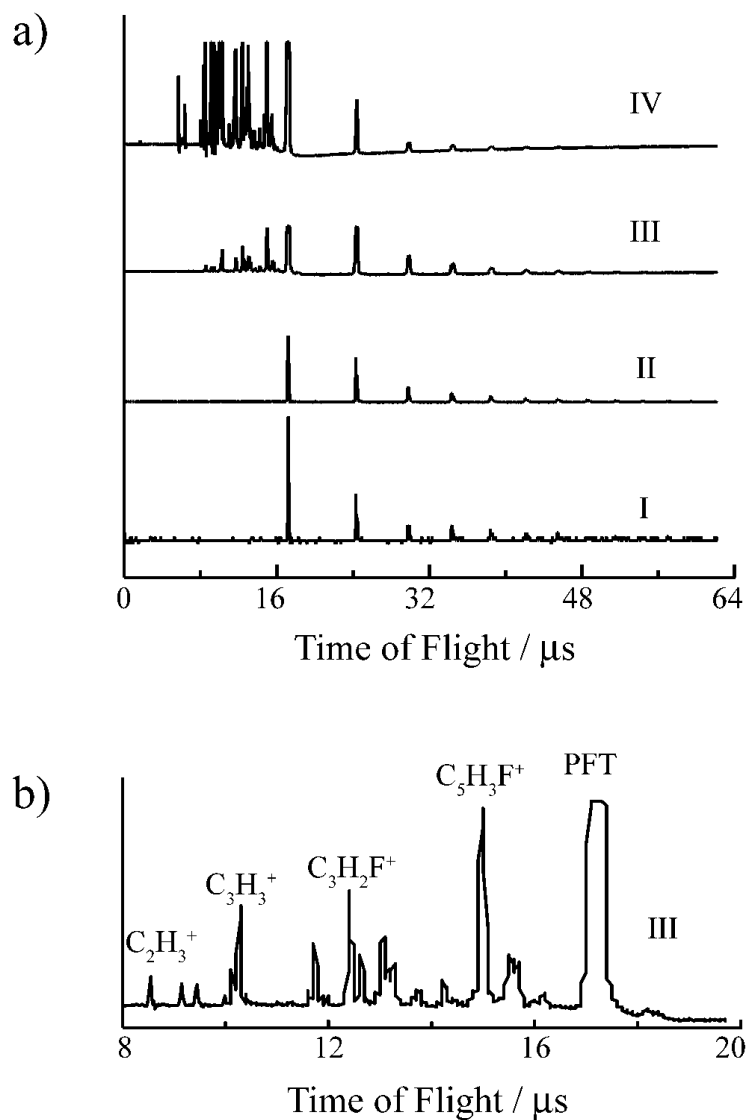 a)
IV
III
II
I
0 16 32 48 64
Time of Flight / μs
b)
C₂H₃⁺
C₃H₃⁺
C₃H₂F⁺
C₅H₃F⁺
PFT
III
8 12 16 20
Time of Flight / μs